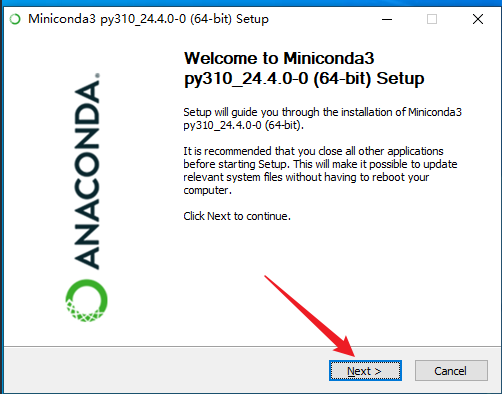 Miniconda3 py310_24.4.0-0 (64-bit) Setup
Welcome to Miniconda3
py310_24.4.0-0 (64-bit) Setup
Setup will guide you through the installation of Miniconda3
py310_24.4.0-0 (64-bit).
It is recommended that you close all other applications
before starting Setup. This will make it possible to update
relevant system files without having to reboot your
computer.
Click Next to continue.
ANACONDA.
Next >
Cancel